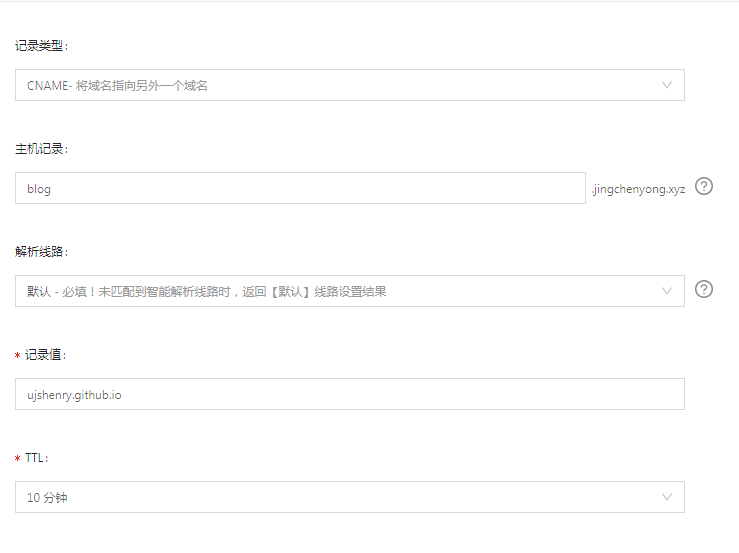 记录类型:
CNAME- 将域名指向另外一个域名
主机记录:
blog
.jingchenyong.xyz
解析线路:
默认 - 必填！未匹配到智能解析线路时，返回【默认】线路设置结果
* 记录值:
ujshenry.github.io
* TTL:
10 分钟